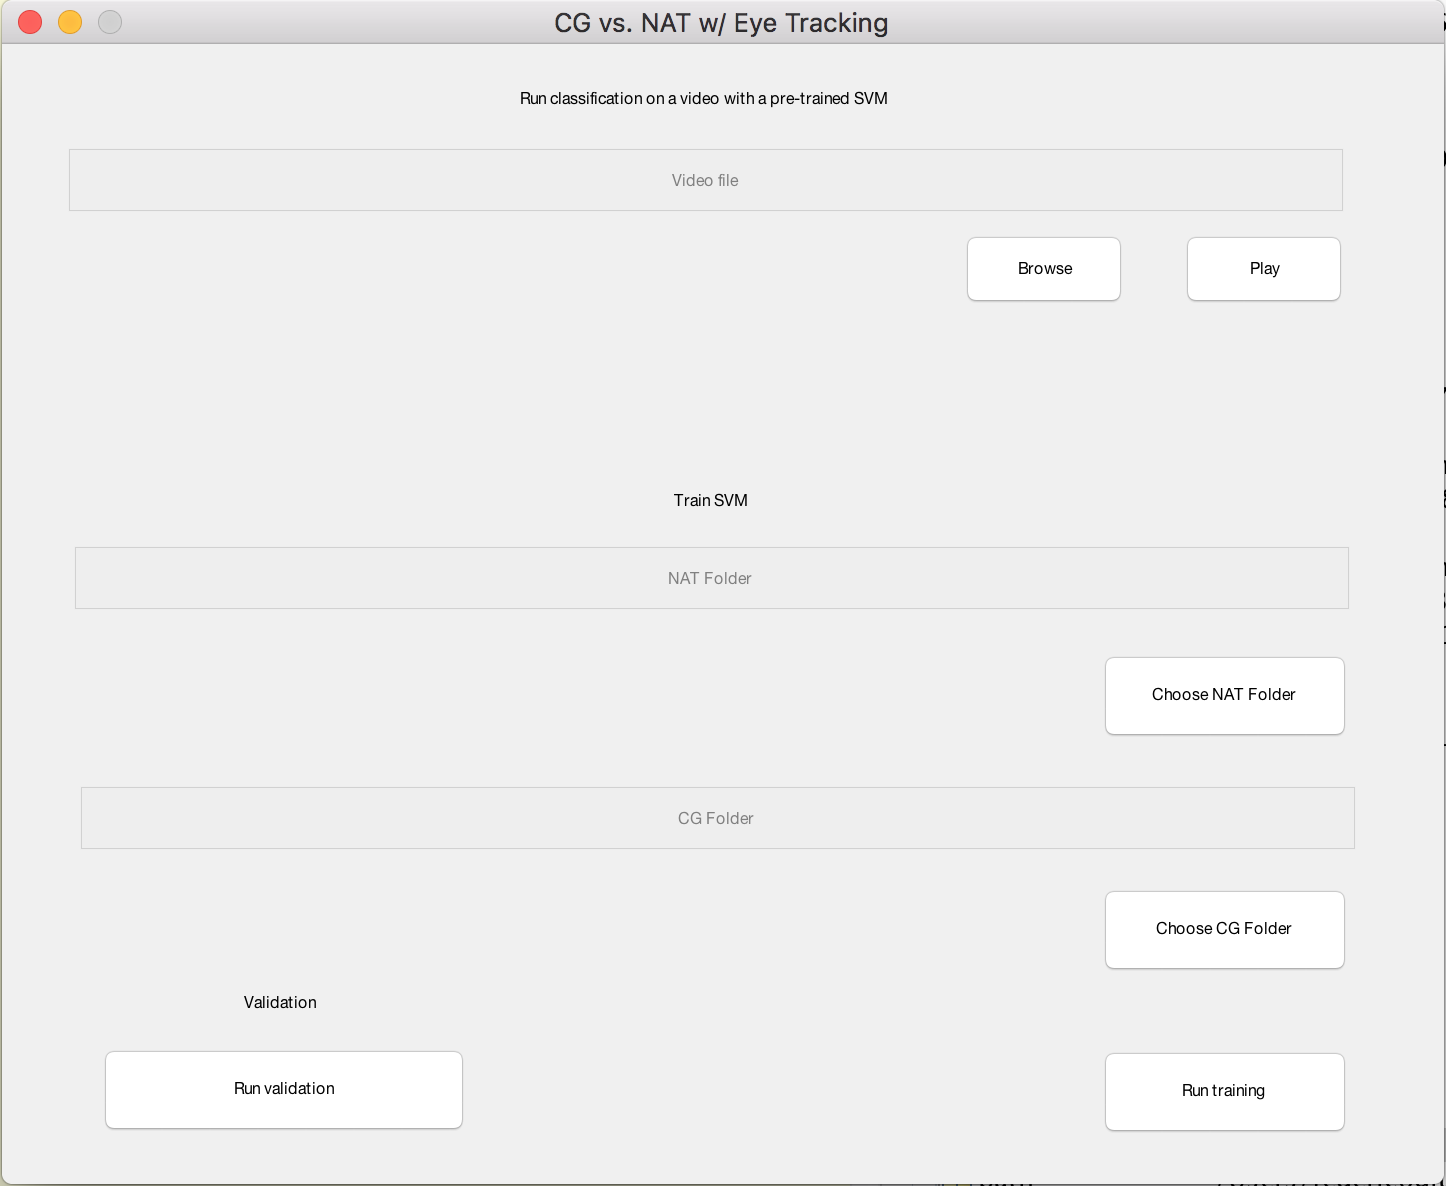 CG vs. NAT w/ Eye Tracking
Run classification on a video with a pre-trained SVM
Video file
Browse
Play
Train SVM
NAT Folder
Choose NAT Folder
CG Folder
Choose CG Folder
Validation
Run validation
Run training